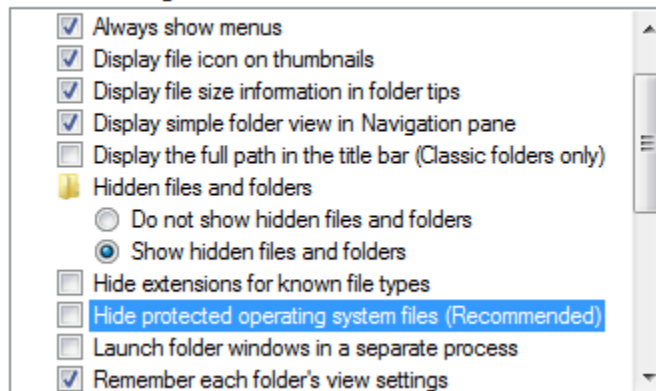 Always show menus
Display file icon on thumbnails
Display file size information in folder tips
Display simple folder view in Navigation pane
Display the full path in the title bar (Classic folders only)
Hidden files and folders
Do not show hidden files and folders
Show hidden files and folders
Hide extensions for known file types
Hide protected operating system files (Recommended)
Launch folder windows in a separate process
Remember each folder's view settings